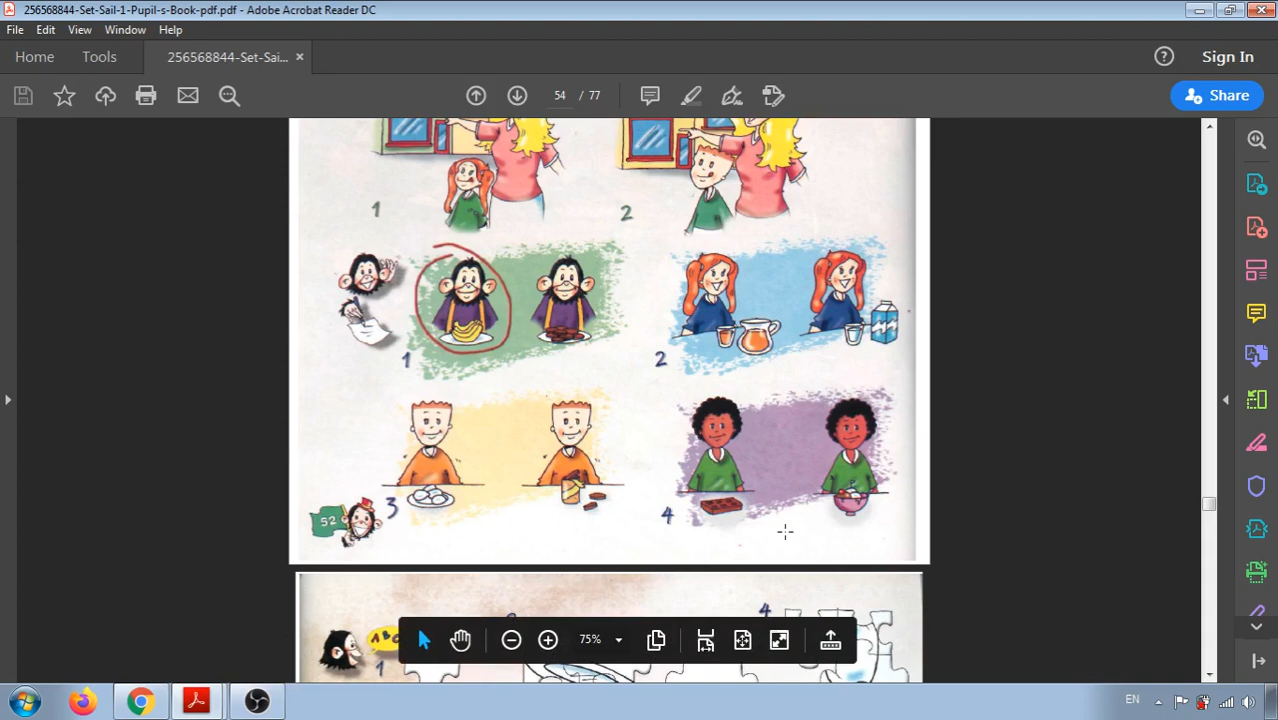 256568844-Set-Sail-1-Pupil-s-Book-pdf.pdf - Adobe Acrobat Reader DC
File Edit View Window Help
Home Tools 256568844-Set-Sai... × Sign In
54 / 77 Share
1 2
1 2
3 4
52
4
ABC
1
75%
EN